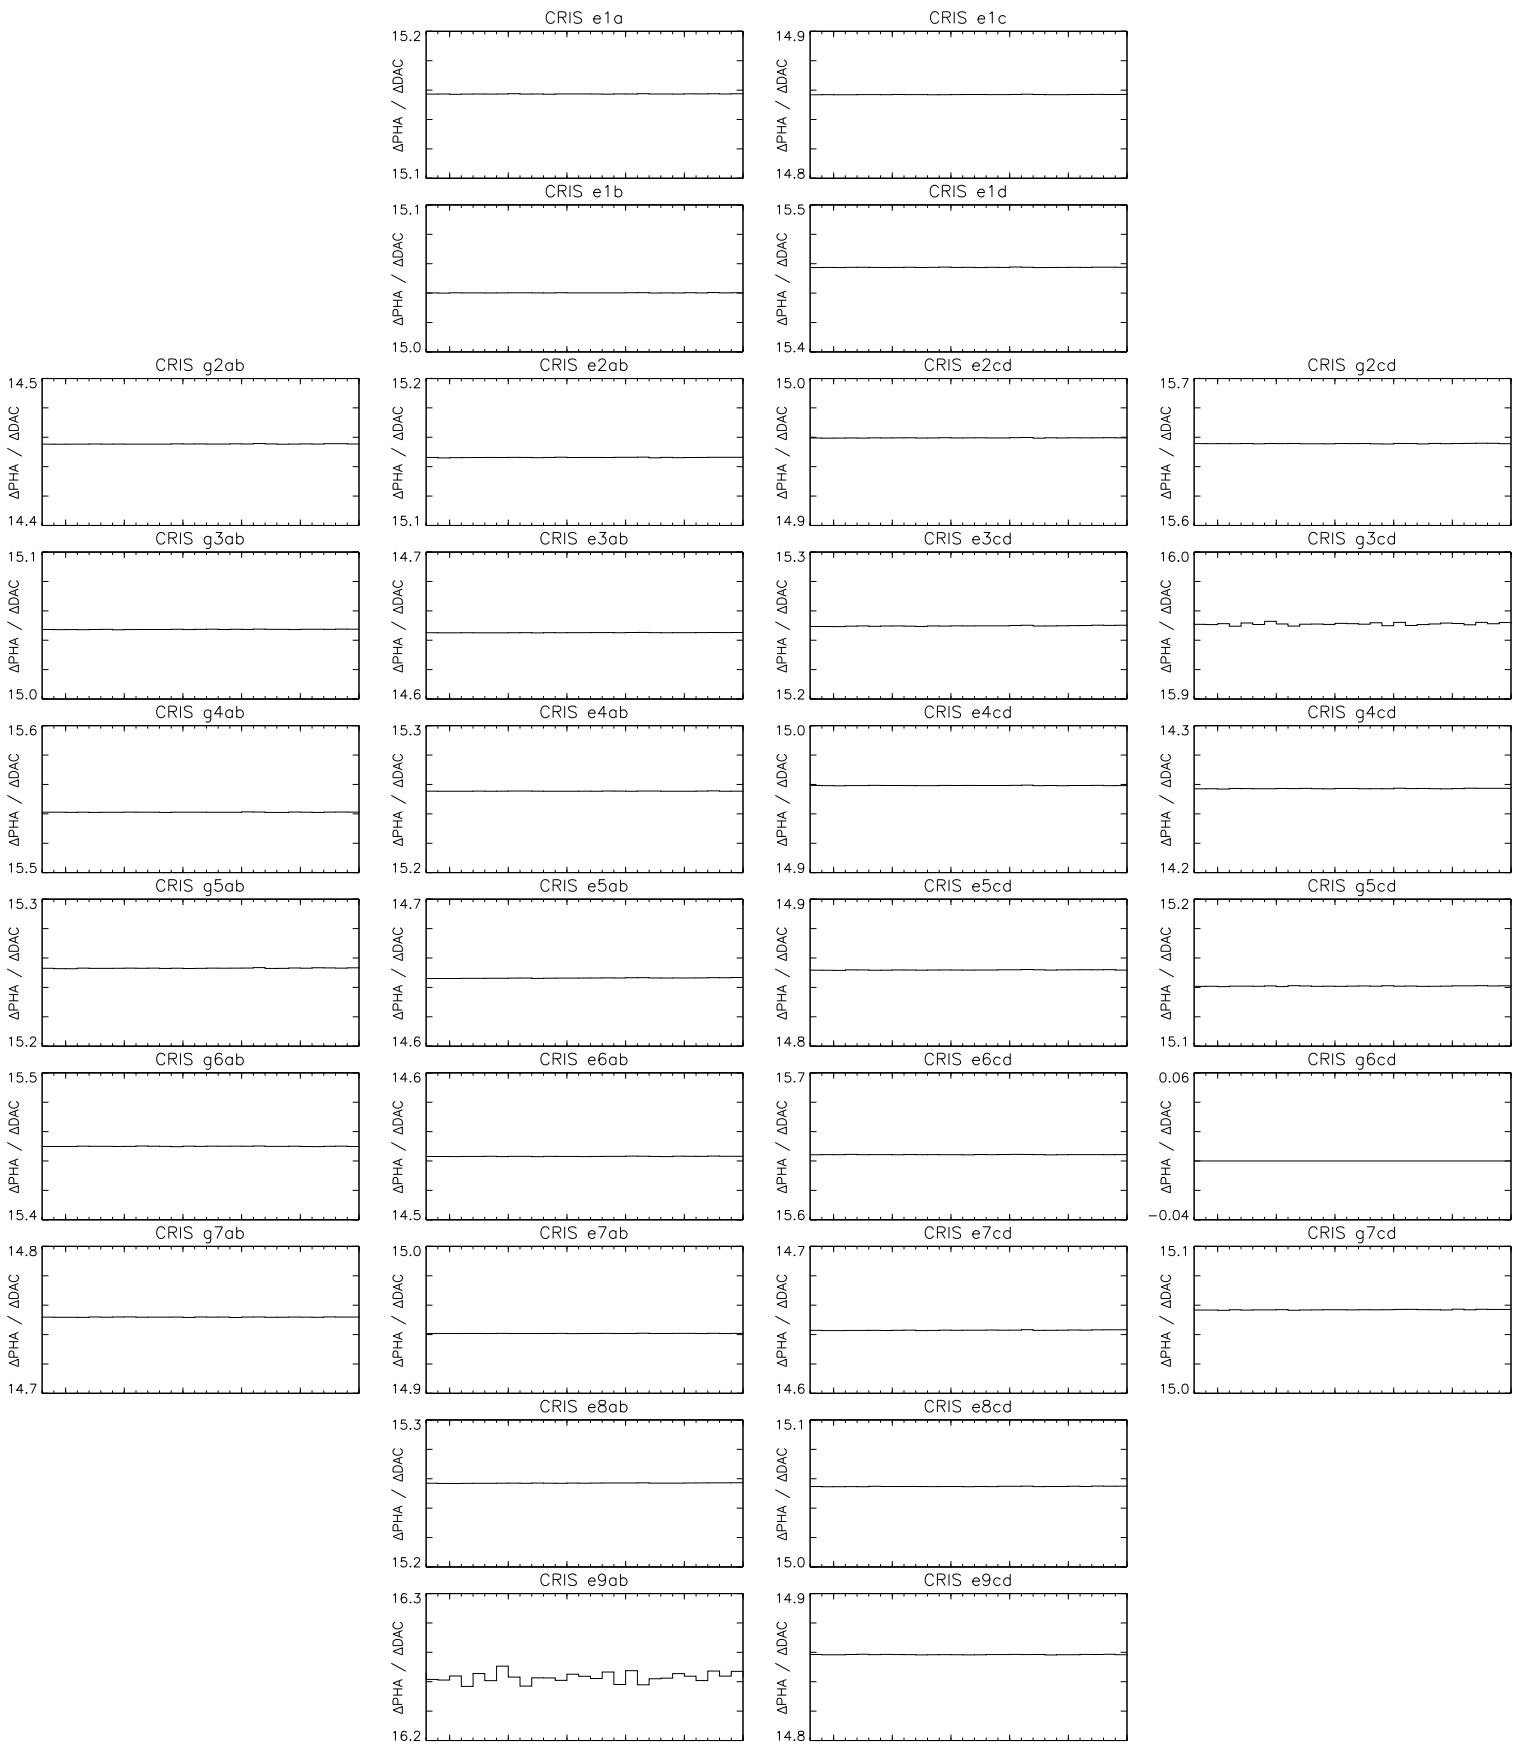 CRIS e1a
15.2
ΔPHA / ΔDAC
15.1
CRIS e1c
14.9
ΔPHA / ΔDAC
14.8
CRIS e1b
15.1
ΔPHA / ΔDAC
15.0
CRIS e1d
15.5
ΔPHA / ΔDAC
15.4
CRIS g2ab
14.5
ΔPHA / ΔDAC
14.4
CRIS e2ab
15.2
ΔPHA / ΔDAC
15.1
CRIS e2cd
15.0
ΔPHA / ΔDAC
14.9
CRIS g2cd
15.7
ΔPHA / ΔDAC
15.6
CRIS g3ab
15.1
ΔPHA / ΔDAC
15.0
CRIS e3ab
14.7
ΔPHA / ΔDAC
14.6
CRIS e3cd
15.3
ΔPHA / ΔDAC
15.2
CRIS g3cd
16.0
ΔPHA / ΔDAC
15.9
CRIS g4ab
15.6
ΔPHA / ΔDAC
15.5
CRIS e4ab
15.3
ΔPHA / ΔDAC
15.2
CRIS e4cd
15.0
ΔPHA / ΔDAC
14.9
CRIS g4cd
14.3
ΔPHA / ΔDAC
14.2
CRIS g5ab
15.3
ΔPHA / ΔDAC
15.2
CRIS e5ab
14.7
ΔPHA / ΔDAC
14.6
CRIS e5cd
14.9
ΔPHA / ΔDAC
14.8
CRIS g5cd
15.2
ΔPHA / ΔDAC
15.1
CRIS g6ab
15.5
ΔPHA / ΔDAC
15.4
CRIS e6ab
14.6
ΔPHA / ΔDAC
14.5
CRIS e6cd
15.7
ΔPHA / ΔDAC
15.6
CRIS g6cd
0.06
ΔPHA / ΔDAC
−0.04
CRIS g7ab
14.8
ΔPHA / ΔDAC
14.7
CRIS e7ab
15.0
ΔPHA / ΔDAC
14.9
CRIS e7cd
14.7
ΔPHA / ΔDAC
14.6
CRIS g7cd
15.1
ΔPHA / ΔDAC
15.0
CRIS e8ab
15.3
ΔPHA / ΔDAC
15.2
CRIS e8cd
15.1
ΔPHA / ΔDAC
15.0
CRIS e9ab
16.3
ΔPHA / ΔDAC
16.2
CRIS e9cd
14.9
ΔPHA / ΔDAC
14.8